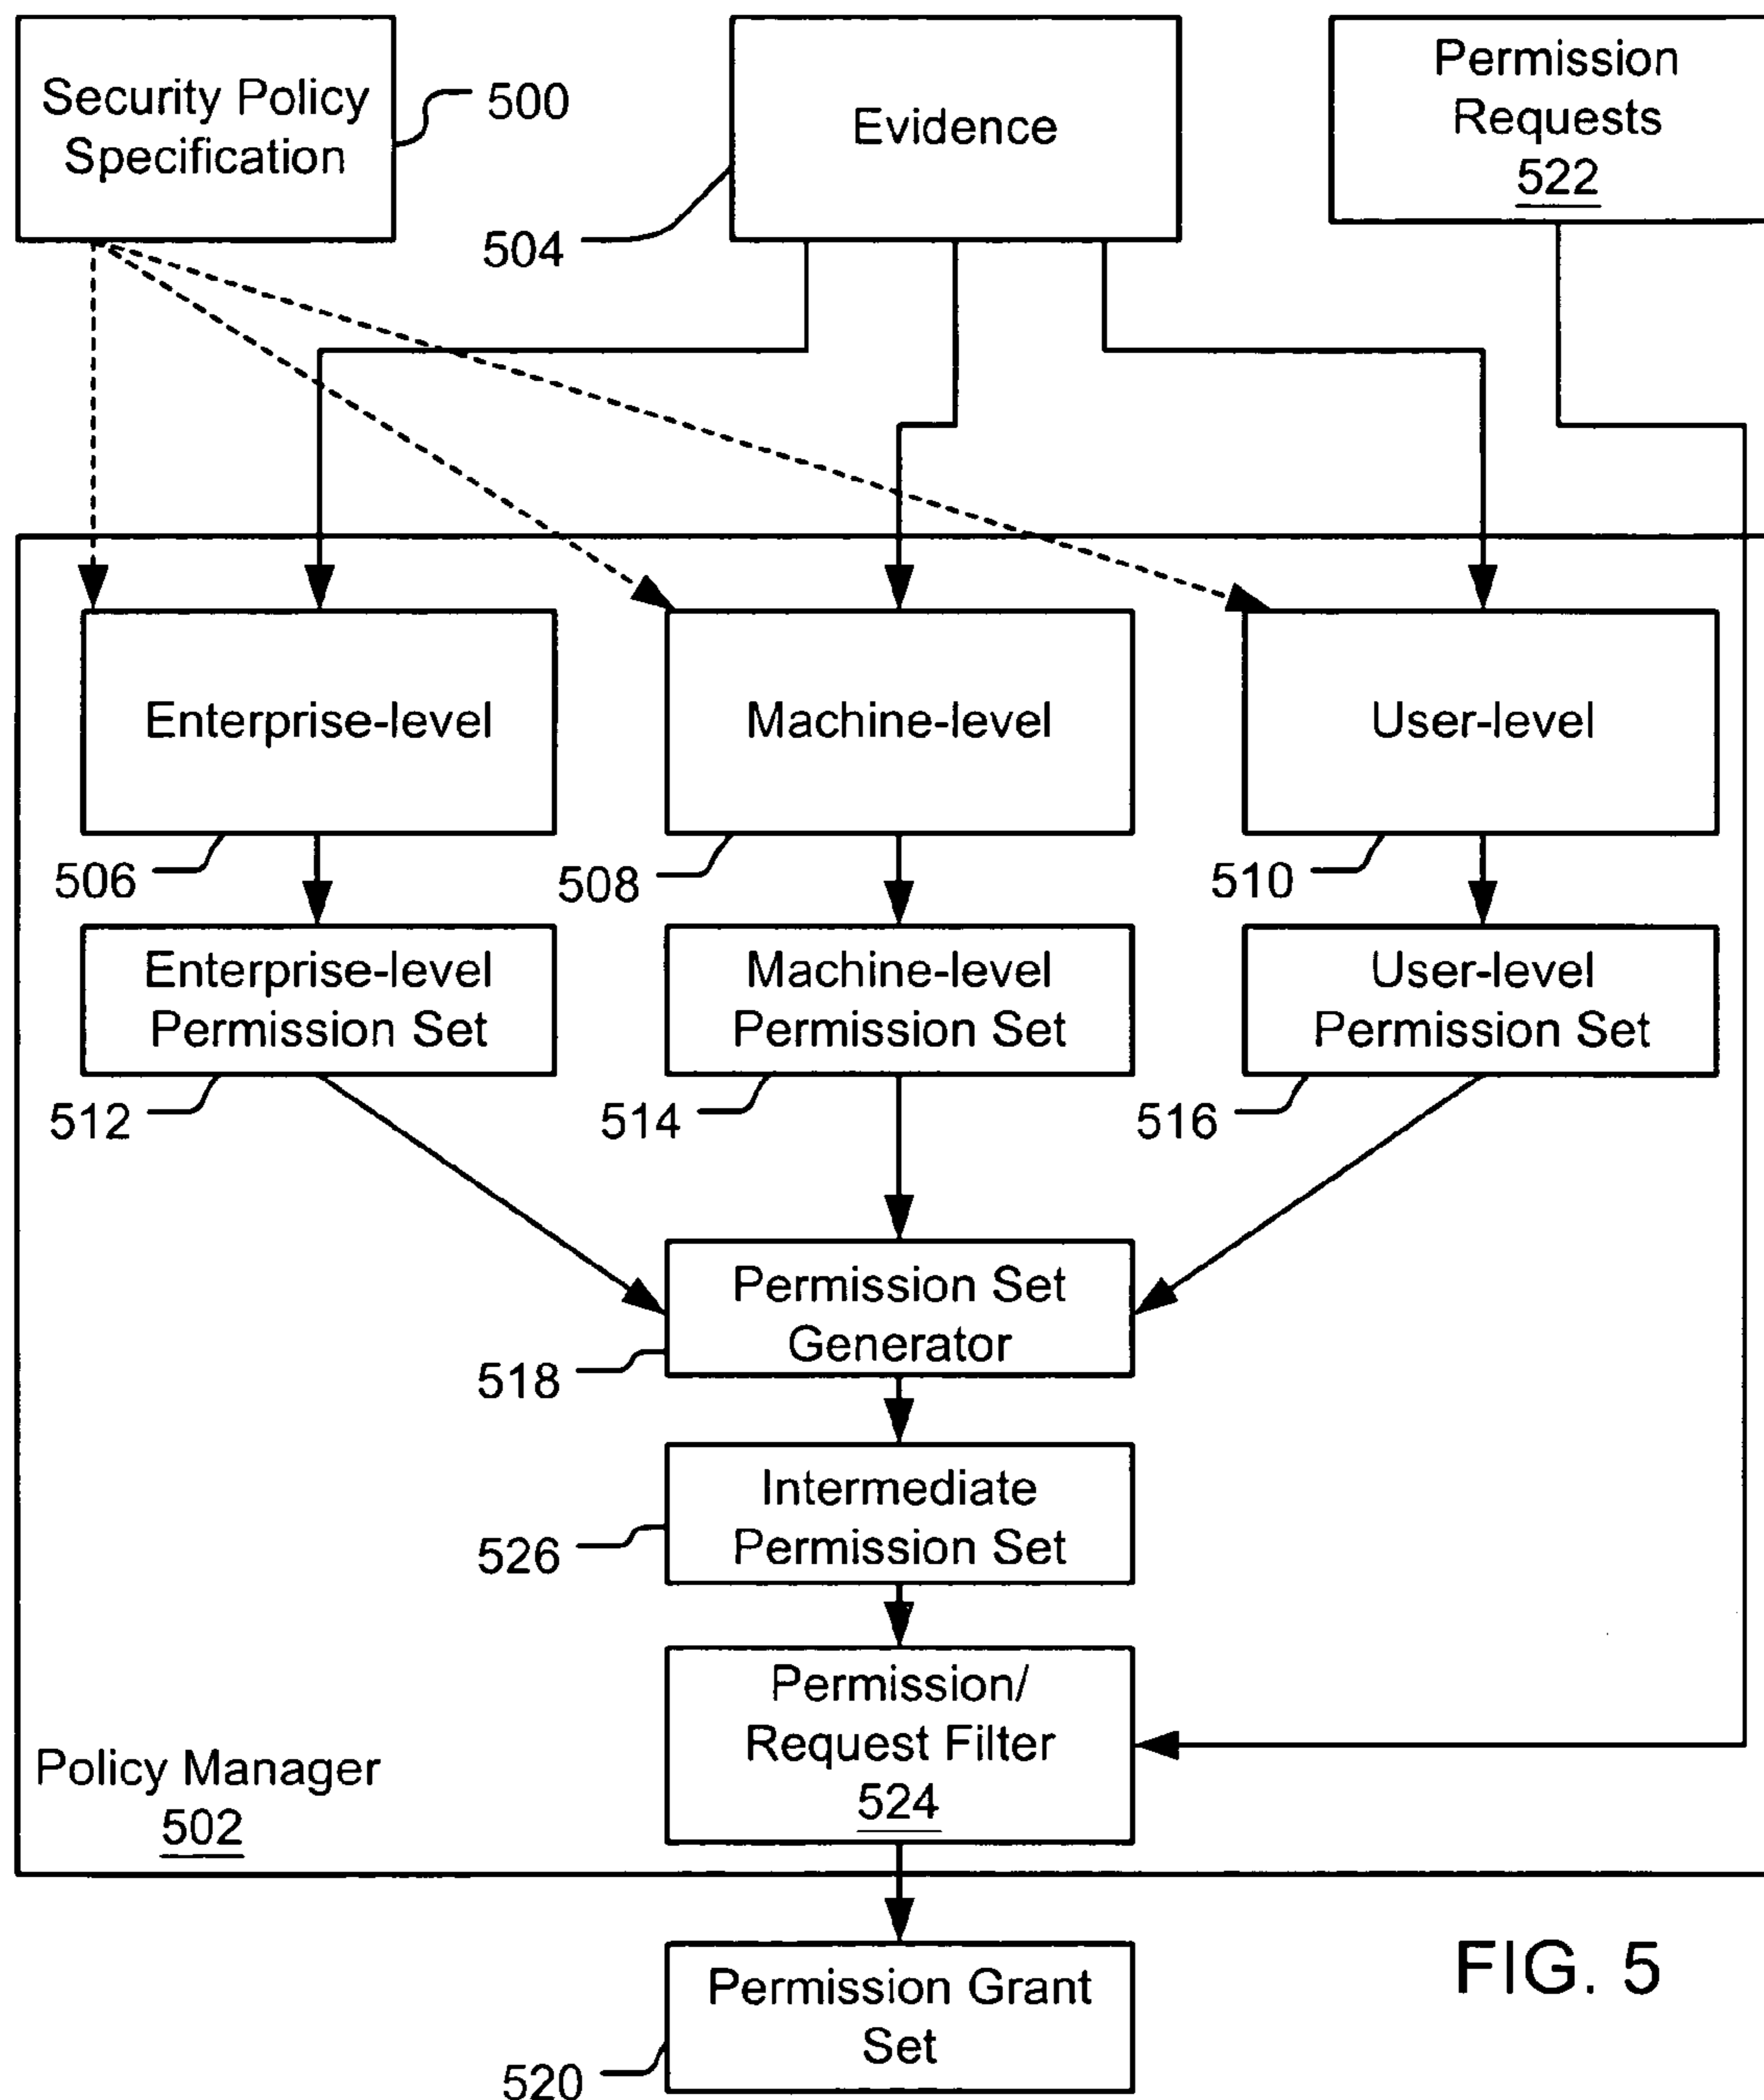 Security Policy
Specification
500
Evidence
504
Permission
Requests
522
Enterprise-level
506
Machine-level
508
User-level
510
Enterprise-level
Permission Set
512
Machine-level
Permission Set
514
User-level
Permission Set
516
Permission Set
Generator
518
Intermediate
Permission Set
526
Permission/
Request Filter
524
Policy Manager
502
Permission Grant
Set
520
FIG. 5